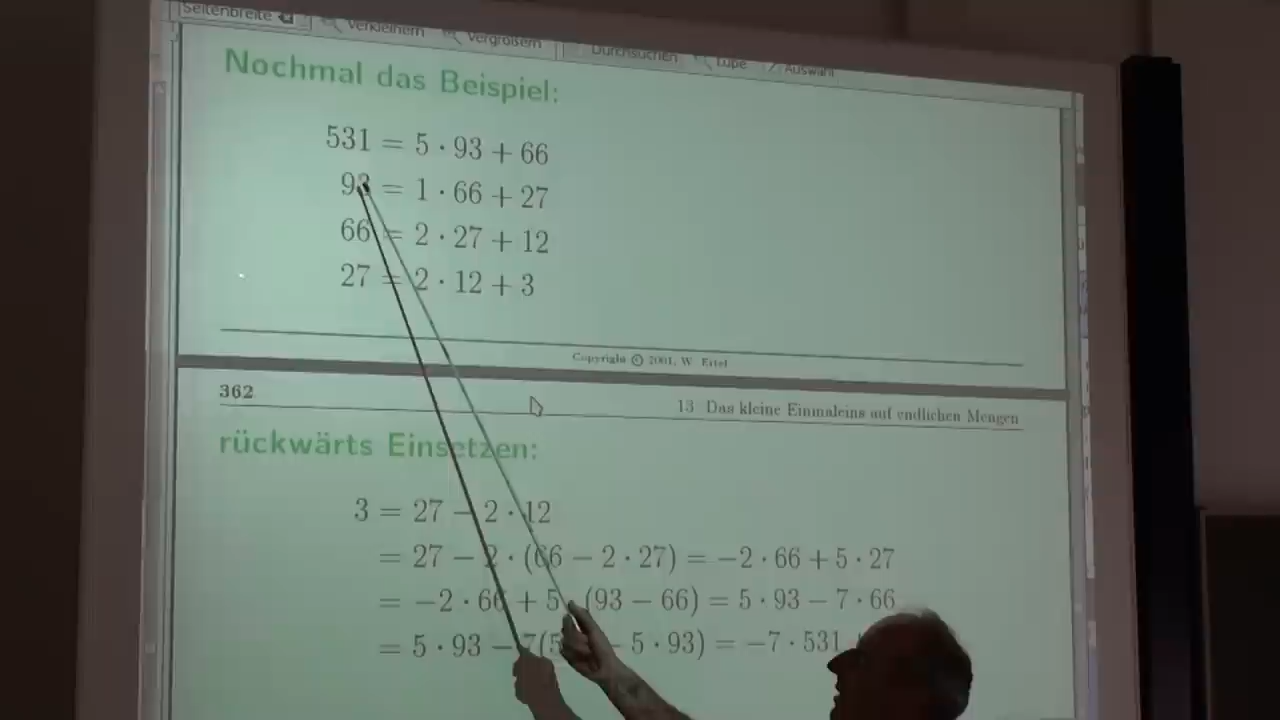 Seitenbreite Verkleinern Vergrößern Durchsuchen Lupe Auswahl
Nochmal das Beispiel:
531 = 5 · 93 + 66
93 = 1 · 66 + 27
66 = 2 · 27 + 12
27 = 2 · 12 + 3
Copyright © 2001, W. Ertel
362
13 Das kleine Einmaleins auf endlichen Mengen
rückwärts Einsetzen:
3 = 27 − 2 · 12
= 27 − 2 · (66 − 2 · 27) = −2 · 66 + 5 · 27
= −2 · 66 + 5 · (93 − 66) = 5 · 93 − 7 · 66
= 5 · 93 − 7(5 − 5 · 93) = −7 · 531